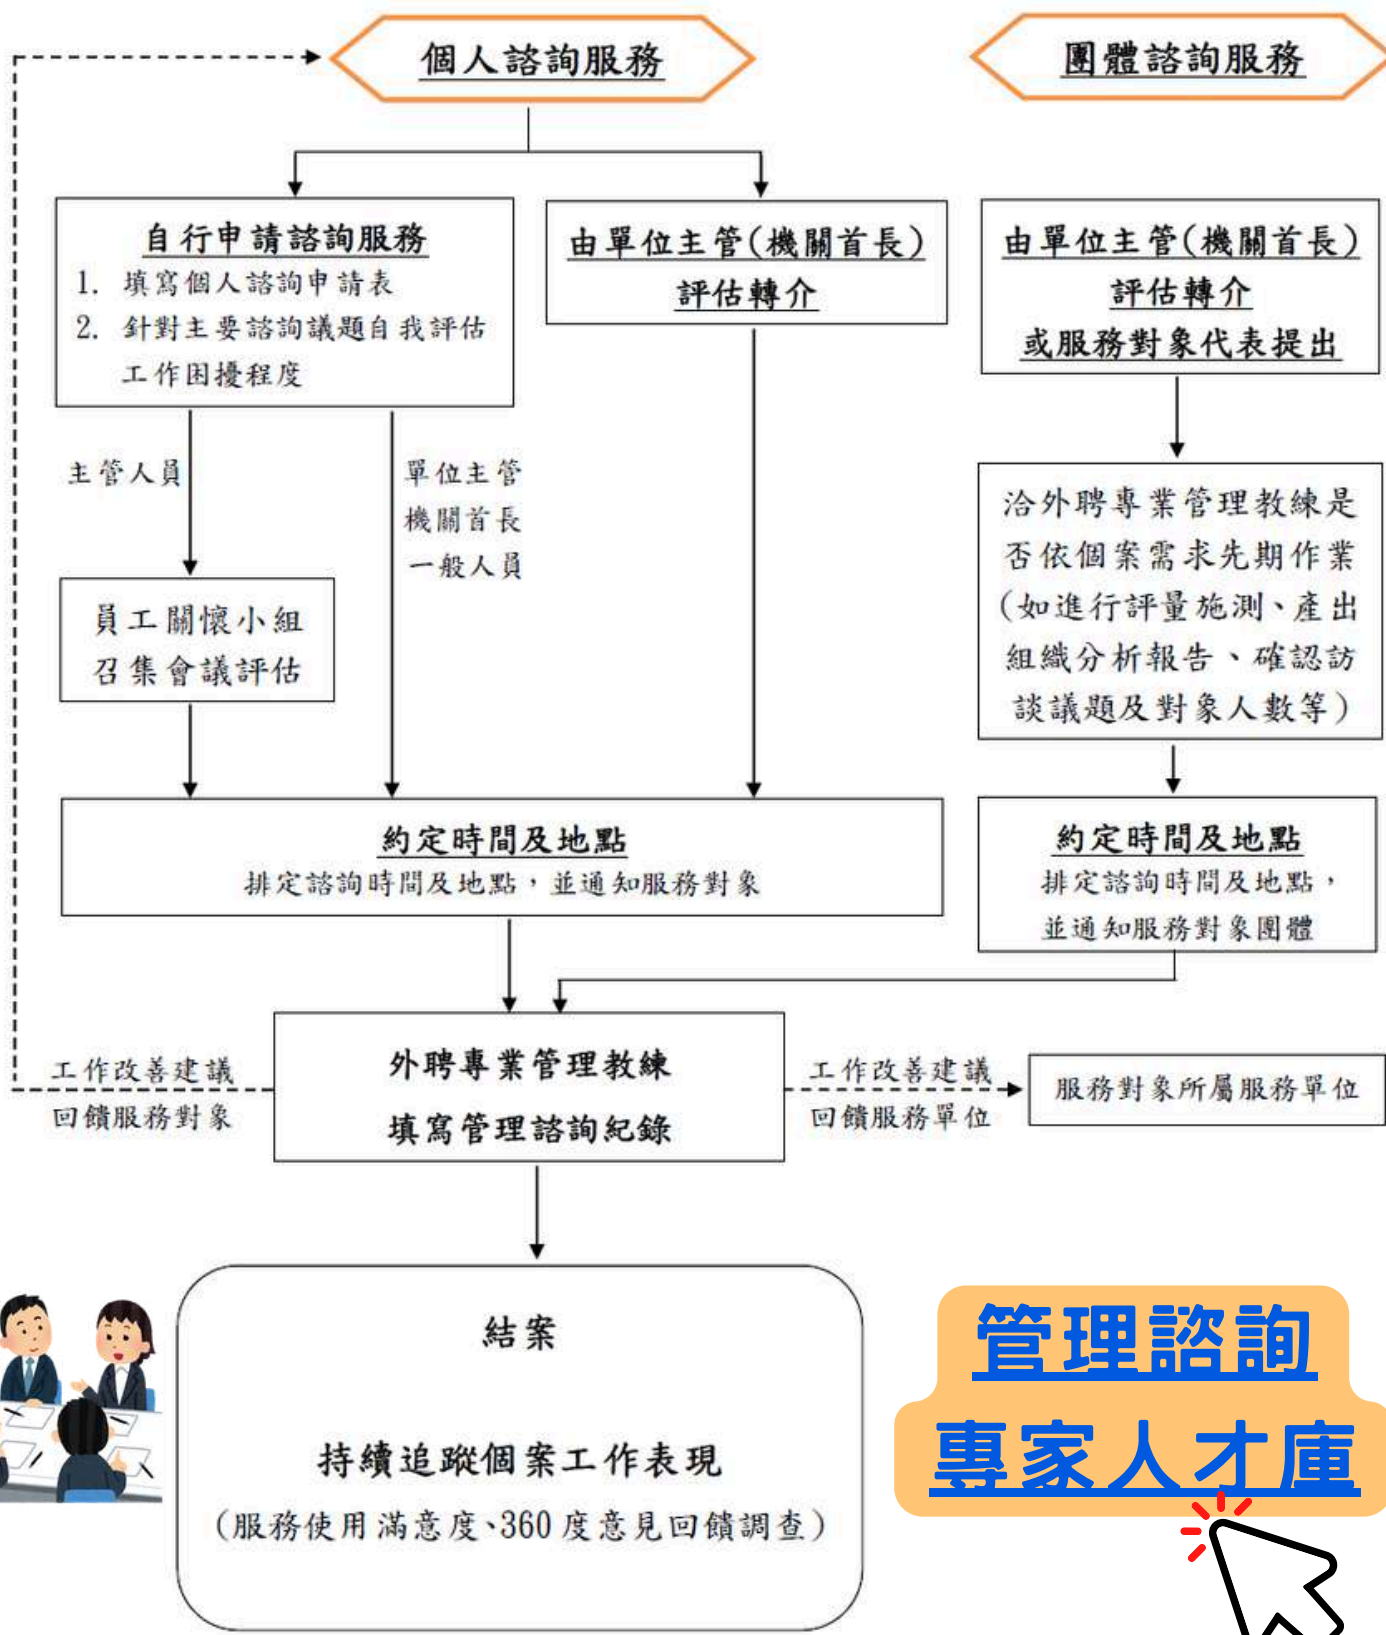 個人諮詢服務
團體諮詢服務
自行申請諮詢服務
1. 填寫個人諮詢申請表
2. 針對主要諮詢議題自我評估
工作困擾程度
由單位主管(機關首長)
評估轉介
由單位主管(機關首長)
評估轉介
或服務對象代表提出
主管人員
單位主管
機關首長
一般人員
員工關懷小組
召集會議評估
洽外聘專業管理教練是
否依個案需求先期作業
(如進行評量施測、產出
組織分析報告、確認訪
談議題及對象人數等)
約定時間及地點
排定諮詢時間及地點，並通知服務對象
約定時間及地點
排定諮詢時間及地點，
並通知服務對象團體
工作改善建議
回饋服務對象
外聘專業管理教練
填寫管理諮詢紀錄
工作改善建議
回饋服務單位
服務對象所屬服務單位
結案
持續追蹤個案工作表現
(服務使用滿意度、360度意見回饋調查)
管理諮詢
專家人才庫